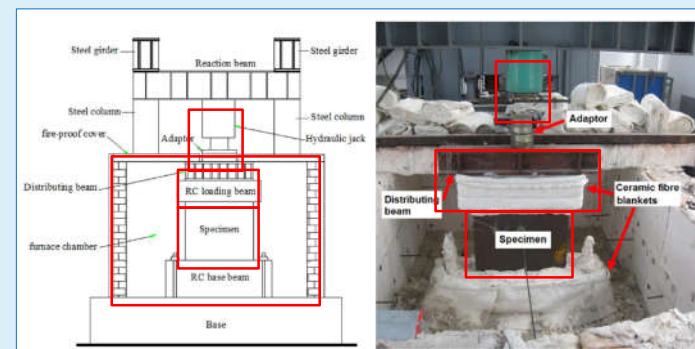 Steel girder
Steel girder
Reaction beam
Steel column
Steel column
fire-proof cover
Adaptor
Hydraulic jack
Distributing beam
RC loading beam
Specimen
furnace chamber
RC base beam
Base
Adaptor
Distributing
beam
Ceramic fibre
blankets
Specimen